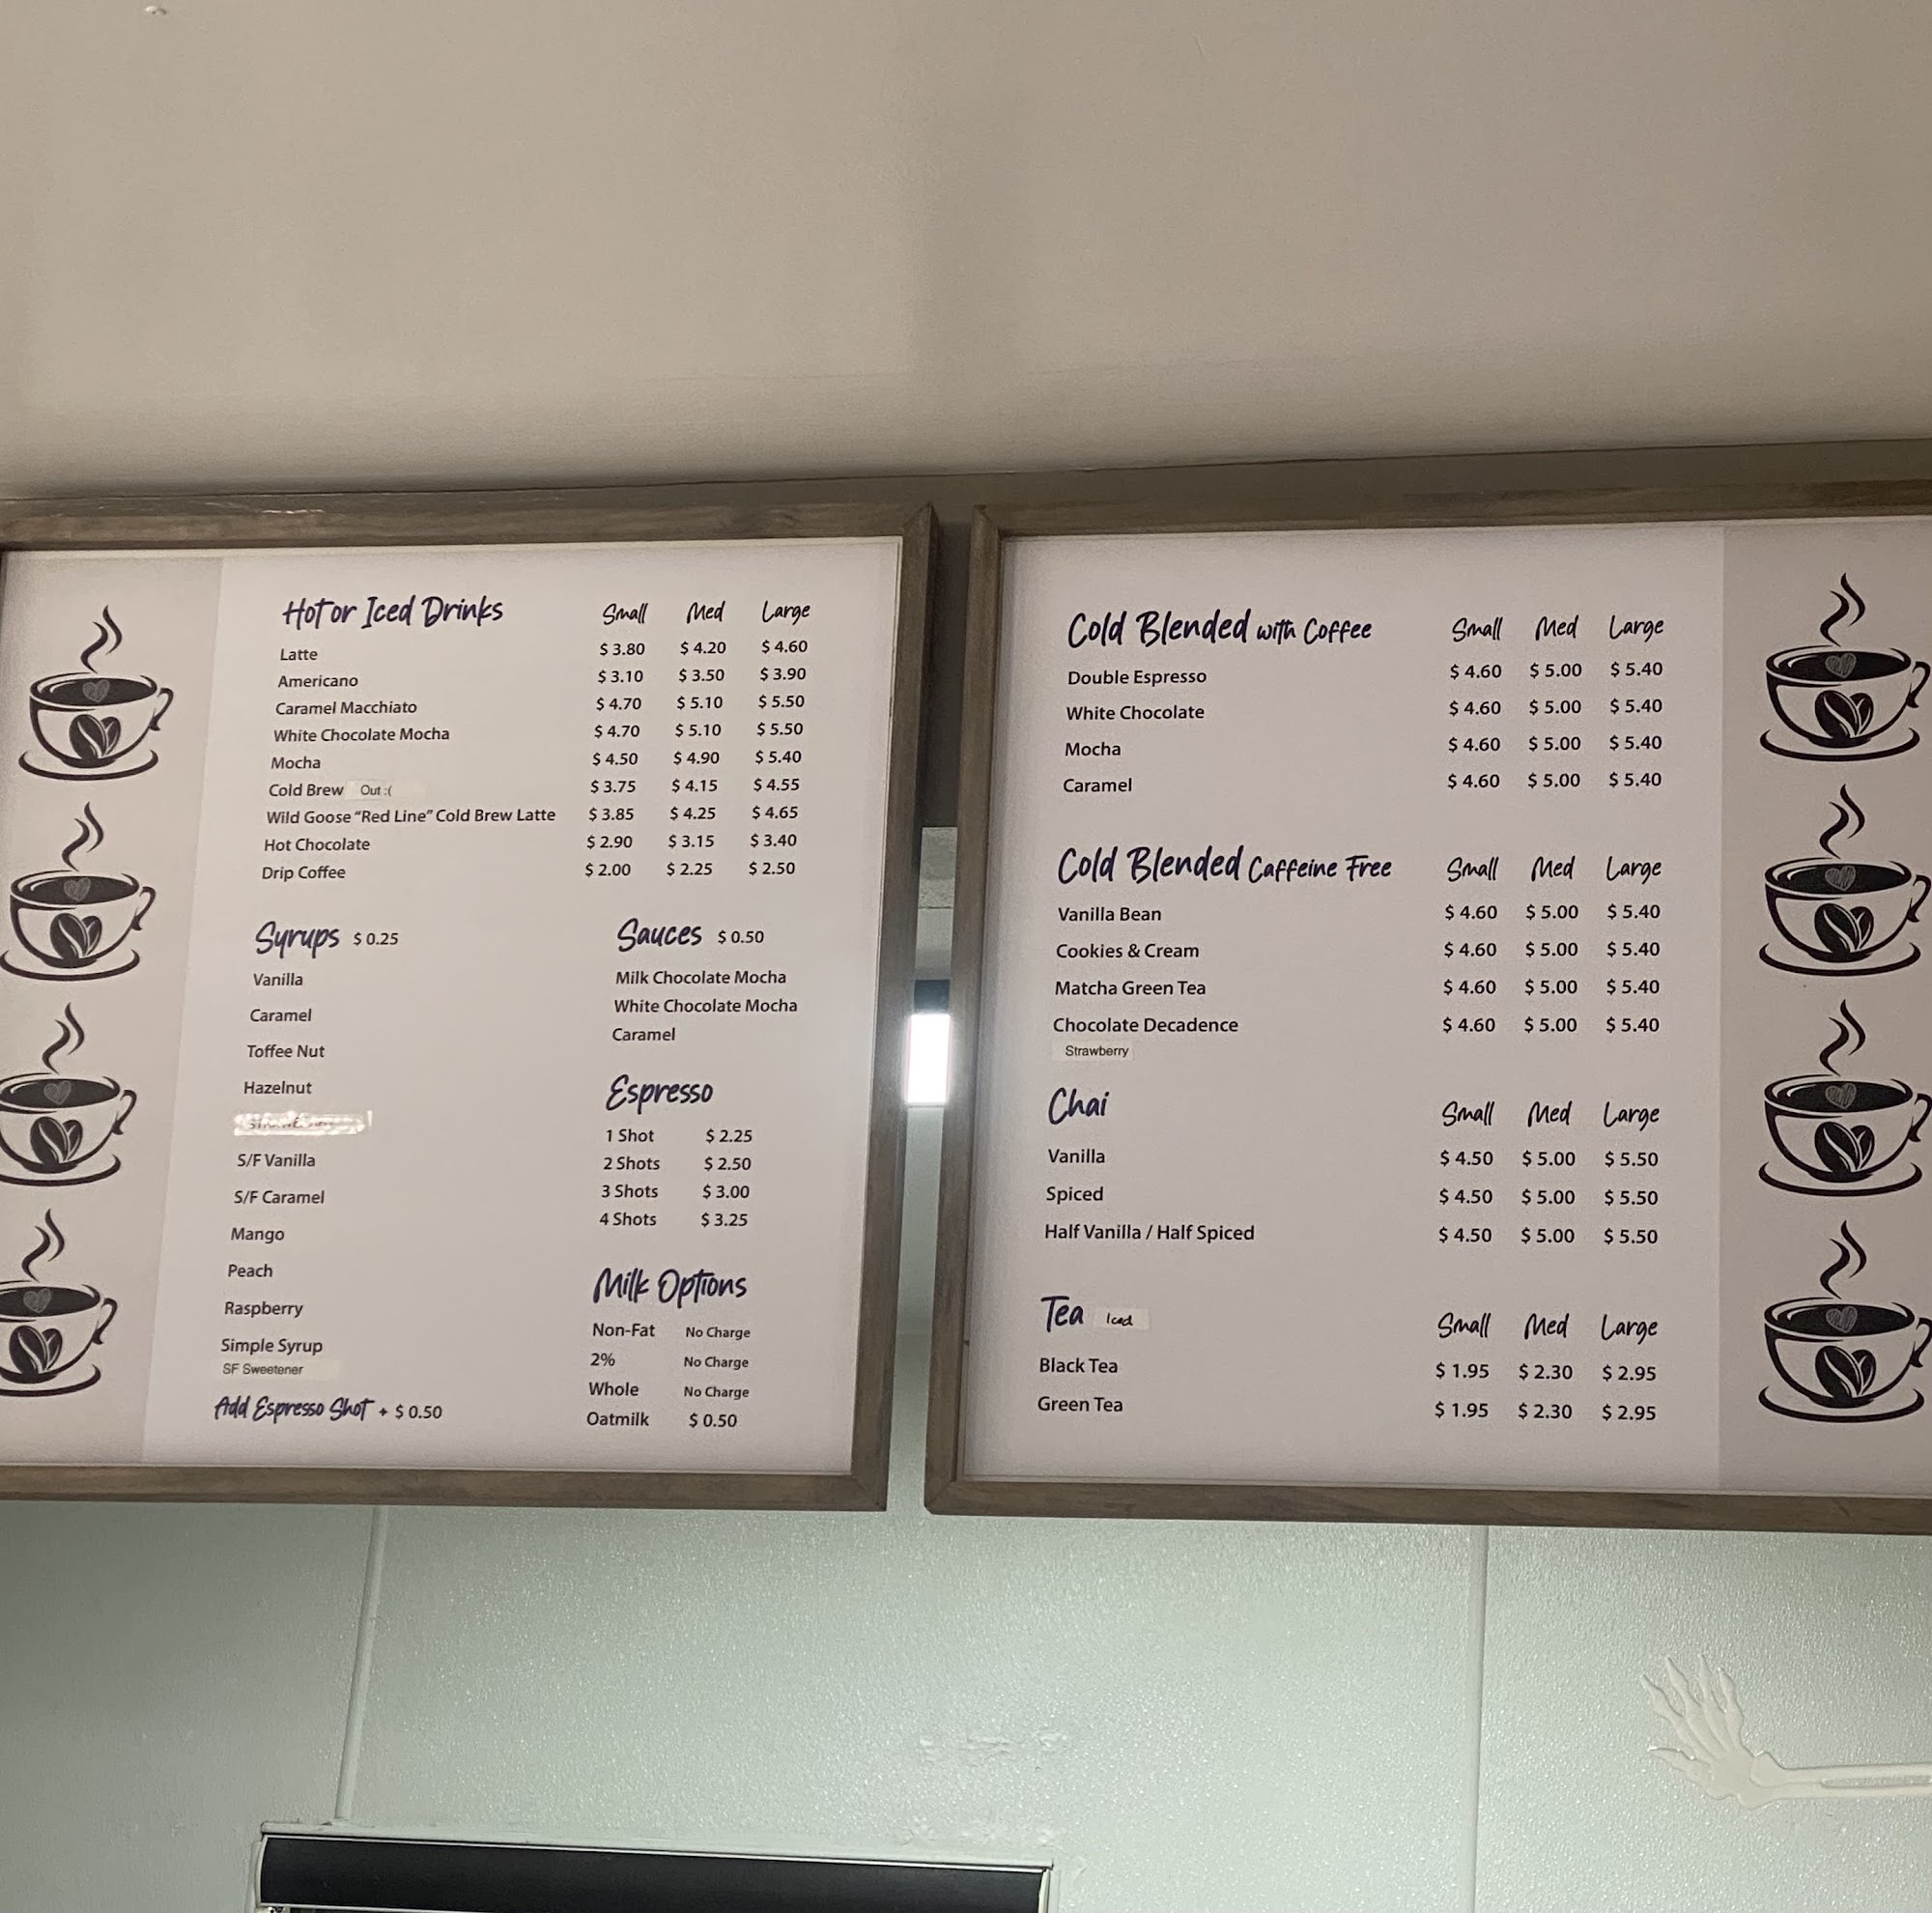 Hot or Iced Drinks Small Med Large
Latte $ 3.80 $ 4.20 $ 4.60
Americano $ 3.10 $ 3.50 $ 3.90
Caramel Macchiato $ 4.70 $ 5.10 $ 5.50
White Chocolate Mocha $ 4.70 $ 5.10 $ 5.50
Mocha $ 4.50 $ 4.90 $ 5.40
Cold Brew Out :( $ 3.75 $ 4.15 $ 4.55
Wild Goose “Red Line” Cold Brew Latte $ 3.85 $ 4.25 $ 4.65
Hot Chocolate $ 2.90 $ 3.15 $ 3.40
Drip Coffee $ 2.00 $ 2.25 $ 2.50
Syrups $ 0.25
Vanilla
Caramel
Toffee Nut
Hazelnut
S/F Vanilla
S/F Caramel
Mango
Peach
Raspberry
Simple Syrup
SF Sweetener
Add Espresso Shot + $ 0.50
Sauces $ 0.50
Milk Chocolate Mocha
White Chocolate Mocha
Caramel
Espresso
1 Shot $ 2.25
2 Shots $ 2.50
3 Shots $ 3.00
4 Shots $ 3.25
Milk Options
Non-Fat No Charge
2% No Charge
Whole No Charge
Oatmilk $ 0.50
Cold Blended with Coffee Small Med Large
Double Espresso $ 4.60 $ 5.00 $ 5.40
White Chocolate $ 4.60 $ 5.00 $ 5.40
Mocha $ 4.60 $ 5.00 $ 5.40
Caramel $ 4.60 $ 5.00 $ 5.40
Cold Blended Caffeine Free Small Med Large
Vanilla Bean $ 4.60 $ 5.00 $ 5.40
Cookies & Cream $ 4.60 $ 5.00 $ 5.40
Matcha Green Tea $ 4.60 $ 5.00 $ 5.40
Chocolate Decadence $ 4.60 $ 5.00 $ 5.40
Strawberry
Chai Small Med Large
Vanilla $ 4.50 $ 5.00 $ 5.50
Spiced $ 4.50 $ 5.00 $ 5.50
Half Vanilla / Half Spiced $ 4.50 $ 5.00 $ 5.50
Tea Iced Small Med Large
Black Tea $ 1.95 $ 2.30 $ 2.95
Green Tea $ 1.95 $ 2.30 $ 2.95